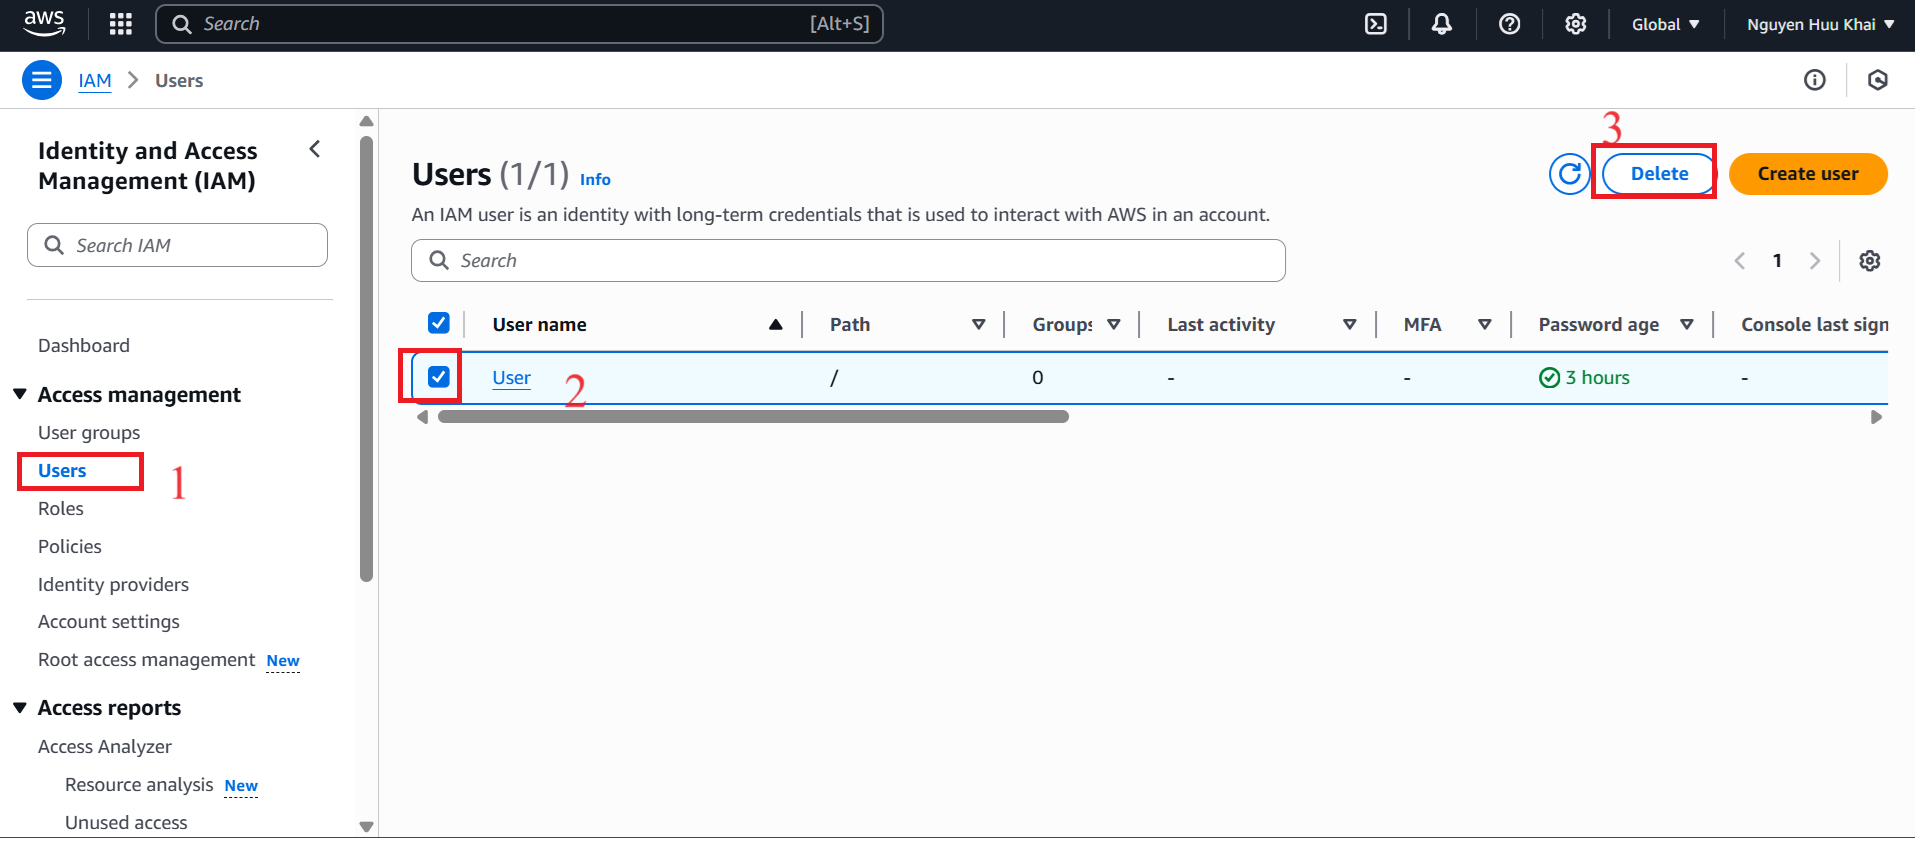 aws
Search [Alt+S]
Global
Nguyen Huu Khai
IAM > Users
Identity and Access
Management (IAM)
Search IAM
Dashboard
Access management
User groups
Users
1
Roles
Policies
Identity providers
Account settings
Root access management New
Access reports
Access Analyzer
Resource analysis New
Unused access
Users (1/1) Info
3
Delete
Create user
An IAM user is an identity with long-term credentials that is used to interact with AWS in an account.
Search
1
User name Path Groups Last activity MFA Password age Console last sign
User / 0 - - 3 hours -
2